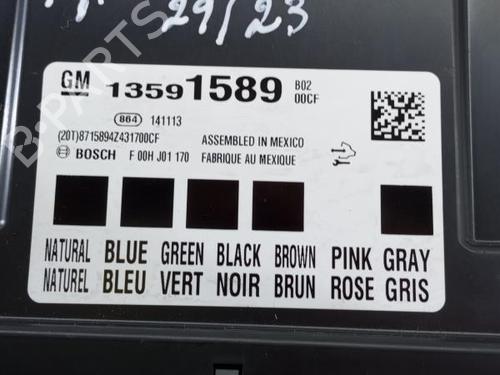 29/23
GM 13591589 B02 00CF
864 141113
(20T)8715894Z431700CF ASSEMBLED IN MEXICO
BOSCH F 00H J01 170 FABRIQUE AU MEXIQUE
NATURAL BLUE GREEN BLACK BROWN PINK GRAY
NATUREL BLEU VERT NOIR BRUN ROSE GRIS